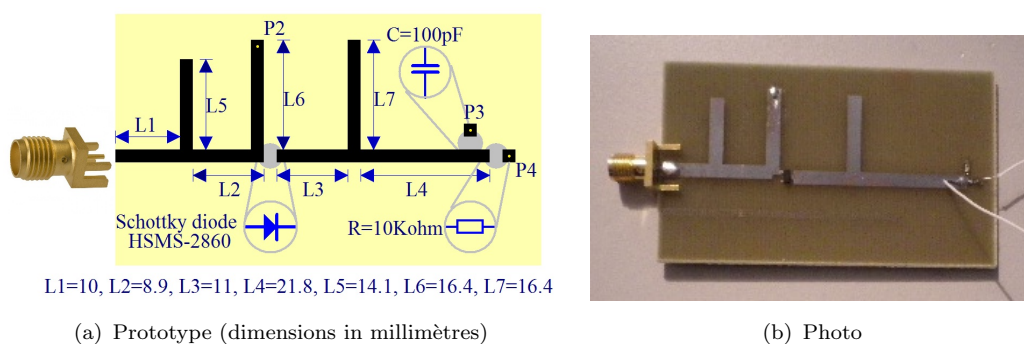 C=100pF
P2
L5
L6
L7
P3
L1
P4
L2
L3
L4
Schottky diode
HSMS-2860
R=10Kohm
L1=10, L2=8.9, L3=11, L4=21.8, L5=14.1, L6=16.4, L7=16.4
(a) Prototype (dimensions in millimètres)
(b) Photo